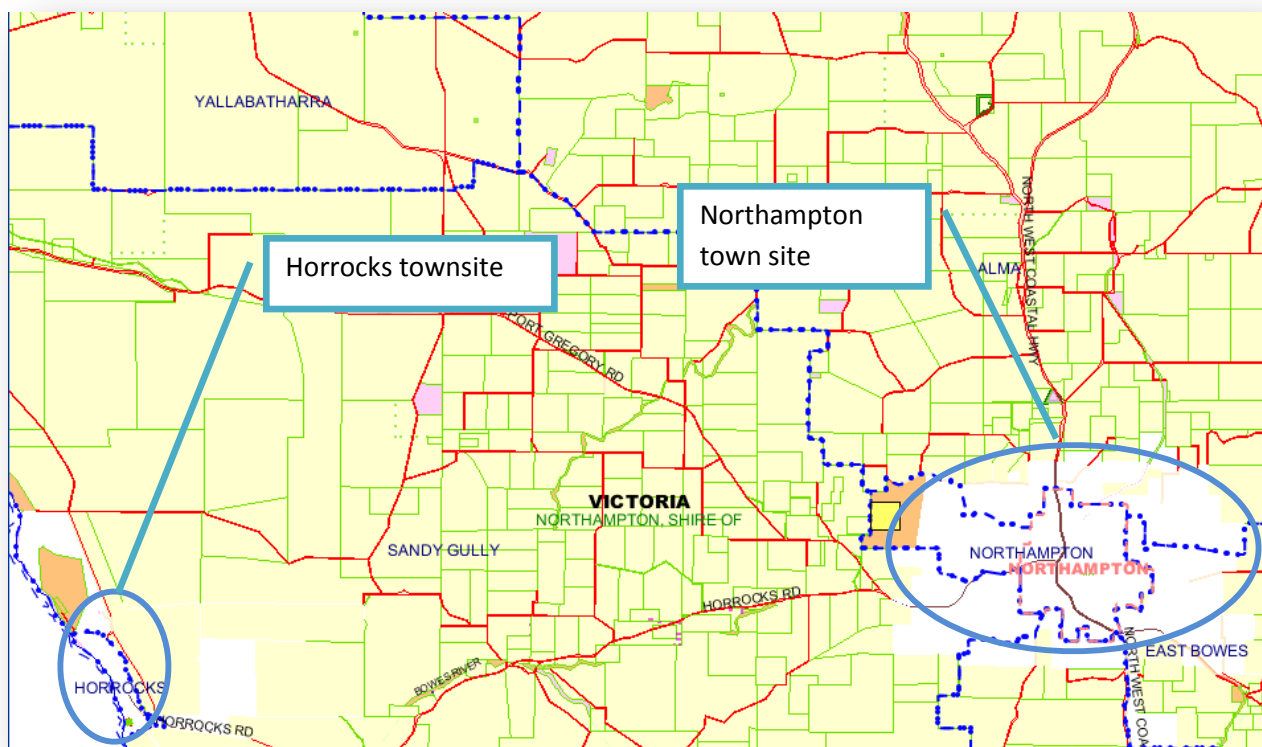 YALLABATHARRA
Northampton
town site
NORTH WEST COASTAL HWY
Horrocks townsite
ALMA
PORT GREGORY RD
VICTORIA
NORTHAMPTON, SHIRE OF
SANDY GULLY
NORTHAMPTON
NORTHAMPTON
HORROCKS RD
EAST BOWES
BOWES RIVER
HORROCKS
NORTH WEST COA
HORROCKS RD